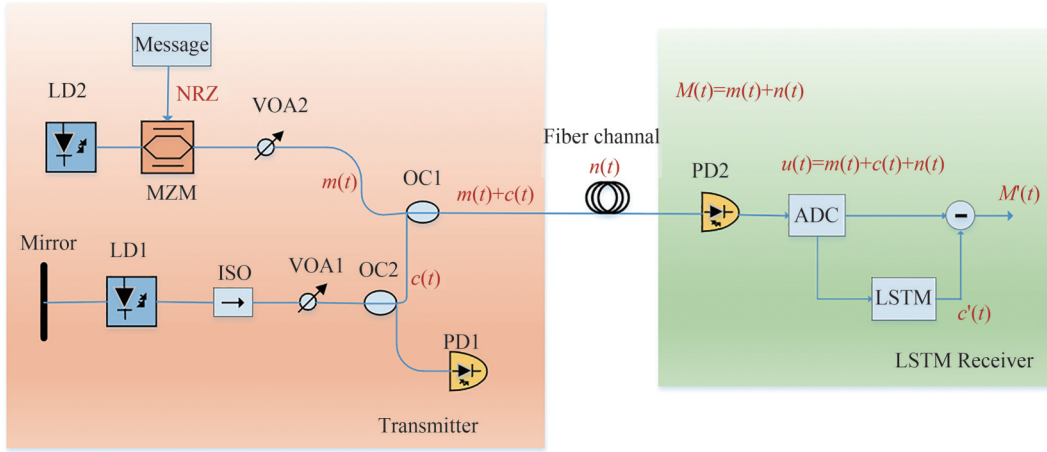 Message
LD2
NRZ
VOA2
MZM
m(t)
OC1
m(t)+c(t)
Mirror
LD1
ISO
VOA1
OC2
c(t)
PD1
Transmitter
Fiber channel
n(t)
M(t)=m(t)+n(t)
u(t)=m(t)+c(t)+n(t)
PD2
ADC
M'(t)
LSTM
c'(t)
LSTM Receiver